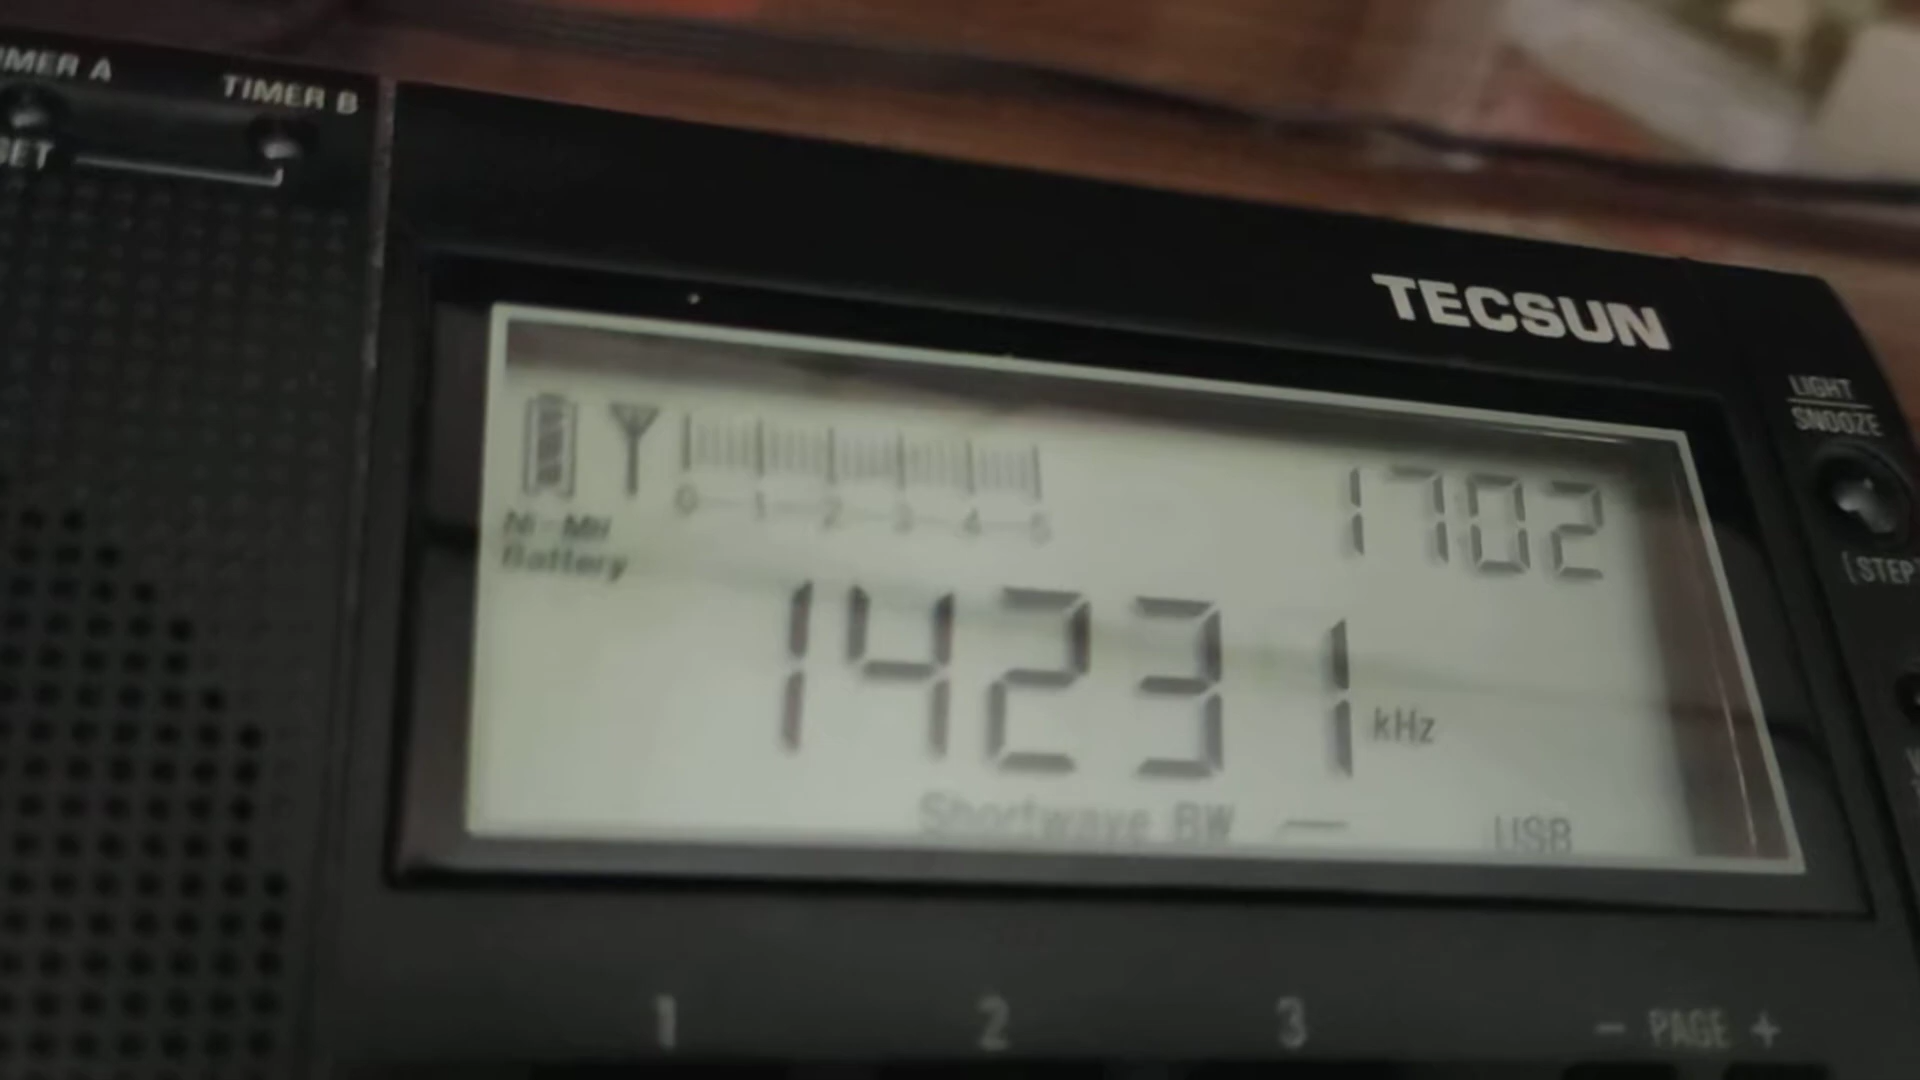 TIMER B
TECSUN
LIGHT
SNOOZE
0 1 2 3 4 5
1702
Ni-MH
Battery
14231 kHz
Shortwave BW — USB
1 2 3 - PAGE +